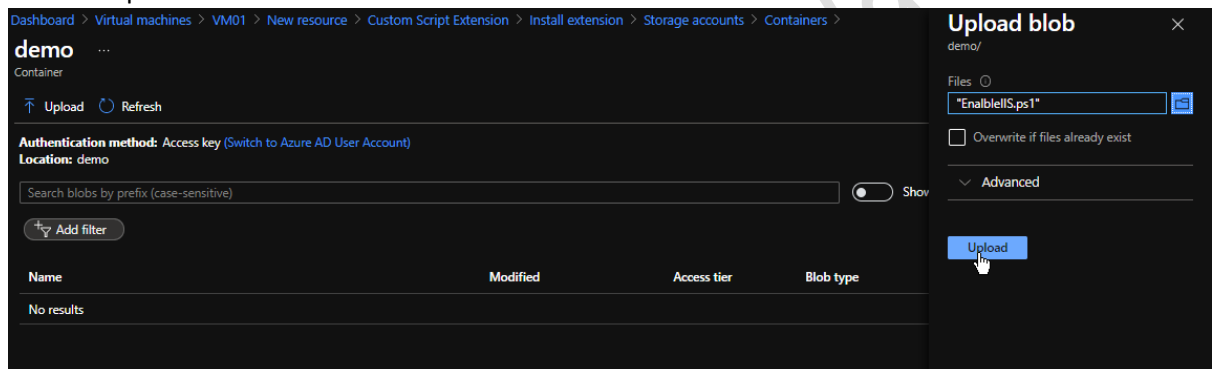 Dashboard > Virtual machines > VM01 > New resource > Custom Script Extension > Install extension > Storage accounts > Containers >
demo ...
Container
Upload Refresh
Authentication method: Access key (Switch to Azure AD User Account)
Location: demo
Search blobs by prefix (case-sensitive)
Show
Add filter
Name Modified Access tier Blob type
No results
Upload blob
demo/
Files
"EnalbleIIS.ps1"
Overwrite if files already exist
Advanced
Upload